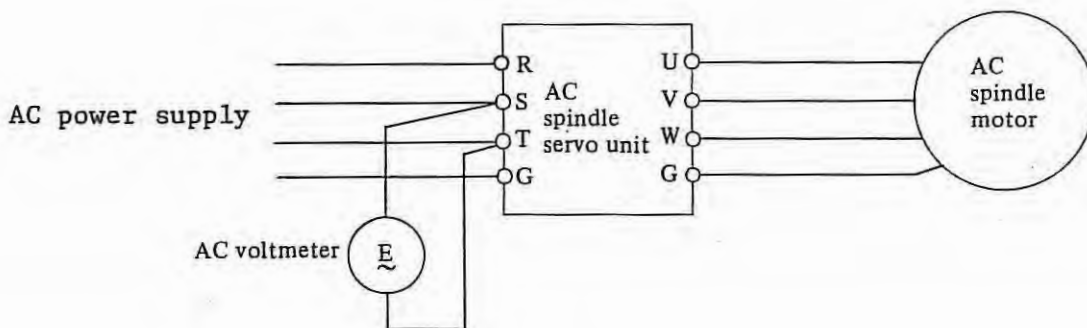 AC power supply
R
S
T
G
AC
spindle
servo unit
U
V
W
G
AC
spindle
motor
AC voltmeter
E